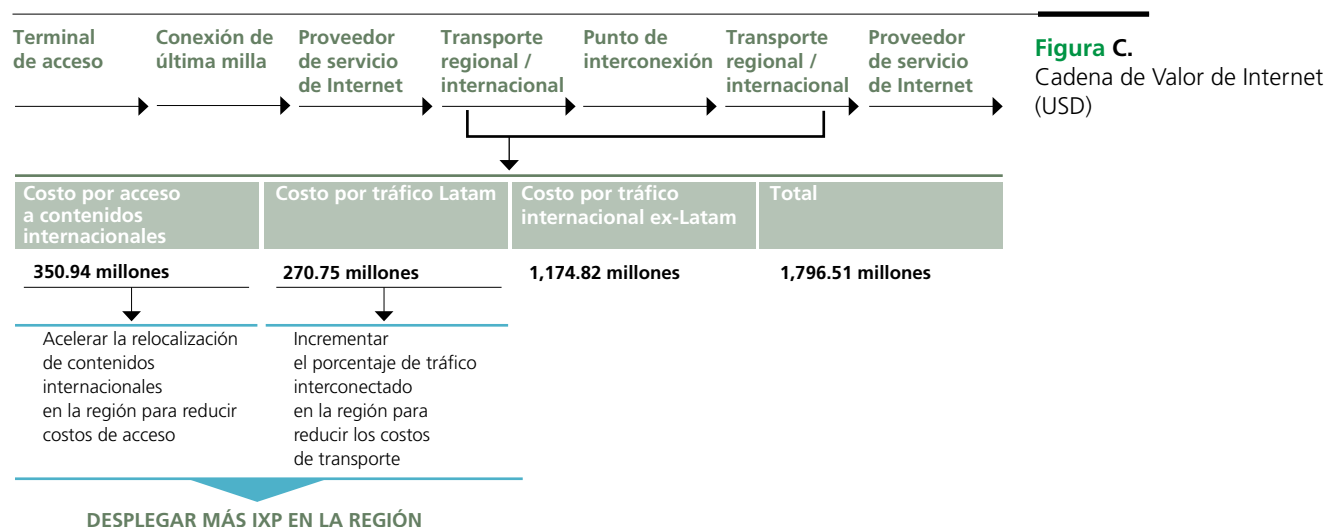 Terminal
de acceso
Conexión de
última milla
Proveedor
de servicio
de Internet
Transporte
regional /
internacional
Punto de
interconexión
Transporte
regional /
internacional
Proveedor
de servicio
de Internet
Figura C.
Cadena de Valor de Internet
(USD)
Costo por acceso
a contenidos
internacionales
Costo por tráfico Latam
Costo por tráfico
internacional ex-Latam
Total
350.94 millones
270.75 millones
1,174.82 millones
1,796.51 millones
Acelerar la relocalización
de contenidos
internacionales
en la región para reducir
costos de acceso
Incrementar
el porcentaje de tráfico
interconectado
en la región para
reducir los costos
de transporte
DESPLEGAR MÁS IXP EN LA REGIÓN